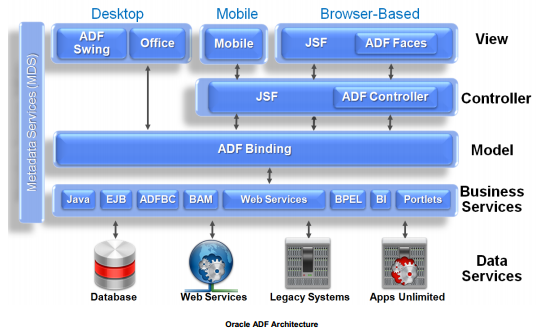 Desktop
Mobile
Browser-Based
ADF
Swing
Office
Mobile
JSF
ADF Faces
View
JSF
ADF Controller
Controller
ADF Binding
Model
Metadata Services (MDS)
Java
EJB
ADFBC
BAM
Web Services
BPEL
BI
Portlets
Business
Services
Database
Web Services
Legacy Systems
Apps Unlimited
Data
Services
Oracle ADF Architecture